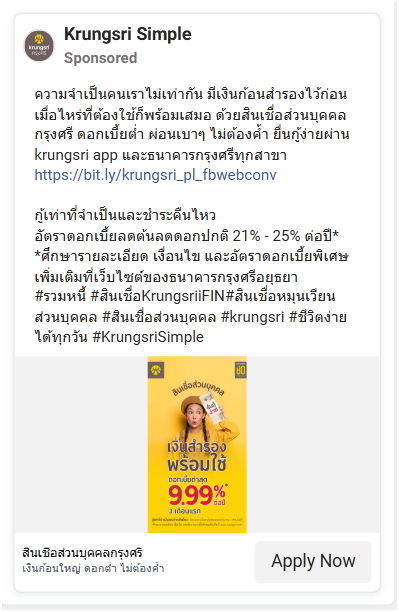 Krungsri Simple
Sponsored
krungsri
กรุงศรี
ความจำเป็นคนเราไม่เท่ากัน มีเงินก้อนสำรองไว้ก่อน
เมื่อไหร่ที่ต้องใช้ก็พร้อมเสมอ ด้วยสินเชื่อส่วนบุคคล
กรุงศรี ดอกเบี้ยต่ำ ผ่อนเบาๆ ไม่ต้องค้ำ ยื่นกู้ง่ายผ่าน
krungsri app และธนาคารกรุงศรีทุกสาขา
https://bit.ly/krungsri_pl_fbwebconv
กู้เท่าที่จำเป็นและชำระคืนไหว
อัตราดอกเบี้ยลดต้นลดดอกปกติ 21% - 25% ต่อปี*
*ศึกษารายละเอียด เงื่อนไข และอัตราดอกเบี้ยพิเศษ
เพิ่มเติมที่เว็บไซต์ของธนาคารกรุงศรีอยุธยา
#รวมหนี้ #สินเชื่อKrungsriiFIN#สินเชื่อหมุนเวียน
ส่วนบุคคล #สินเชื่อส่วนบุคคล #krungsri #ชีวิตง่าย
ได้ทุกวัน #KrungsriSimple
สินเชื่อส่วนบุคคล
เงินสำรอง
พร้อมใช้
ดอกเบี้ยต่ำสุด
9.99%* ต่อปี
3 เดือนแรก
สินเชื่อส่วนบุคคลกรุงศรี
เงินก้อนใหญ่ ดอกต่ำ ไม่ต้องค้ำ
Apply Now